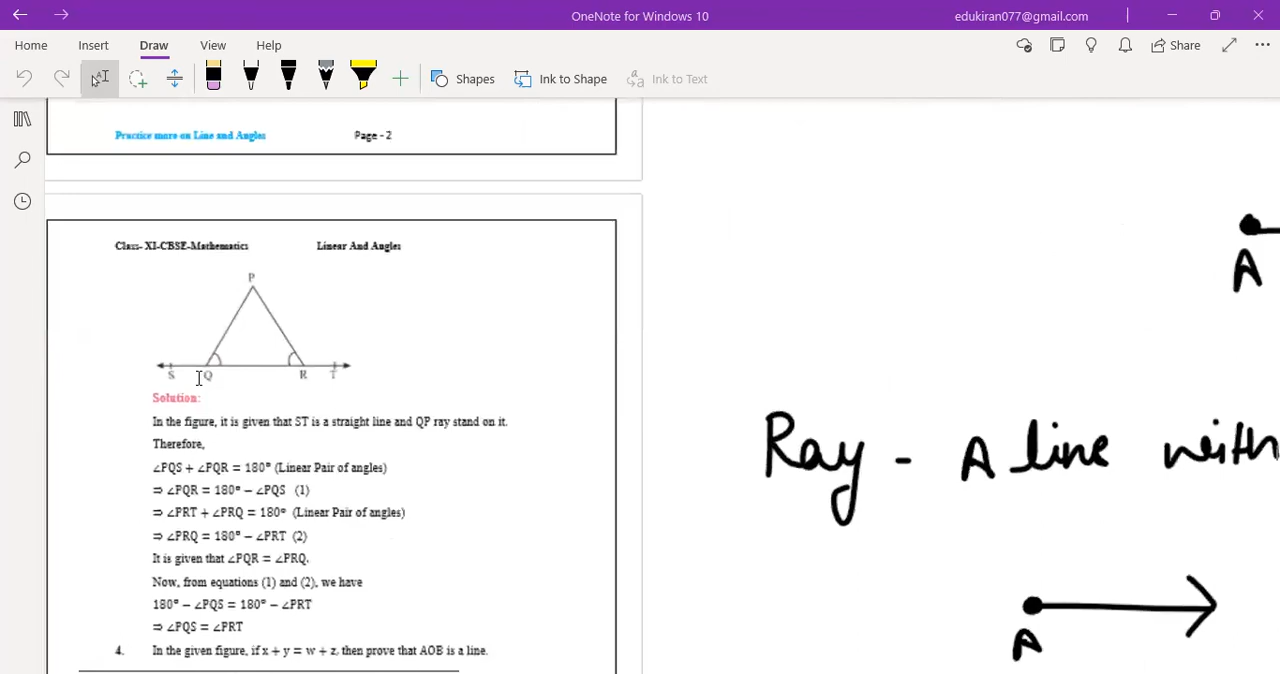 OneNote for Windows 10
edukiran077@gmail.com
Home Insert Draw View Help
Share
Shapes Ink to Shape Ink to Text
Practice more on Line and Angles Page - 2
Class- XI-CBSE-Mathematics Linear And Angles
P
S Q R T
Solution:
In the figure, it is given that ST is a straight line and QP ray stand on it.
Therefore,
∠PQS + ∠PQR = 180° (Linear Pair of angles)
⇒ ∠PQR = 180° − ∠PQS (1)
⇒ ∠PRT + ∠PRQ = 180° (Linear Pair of angles)
⇒ ∠PRQ = 180° − ∠PRT (2)
It is given that ∠PQR = ∠PRQ.
Now, from equations (1) and (2), we have
180° − ∠PQS = 180° − ∠PRT
⇒ ∠PQS = ∠PRT
4. In the given figure, if x + y = w + z, then prove that AOB is a line.
A
Ray - A line with
A